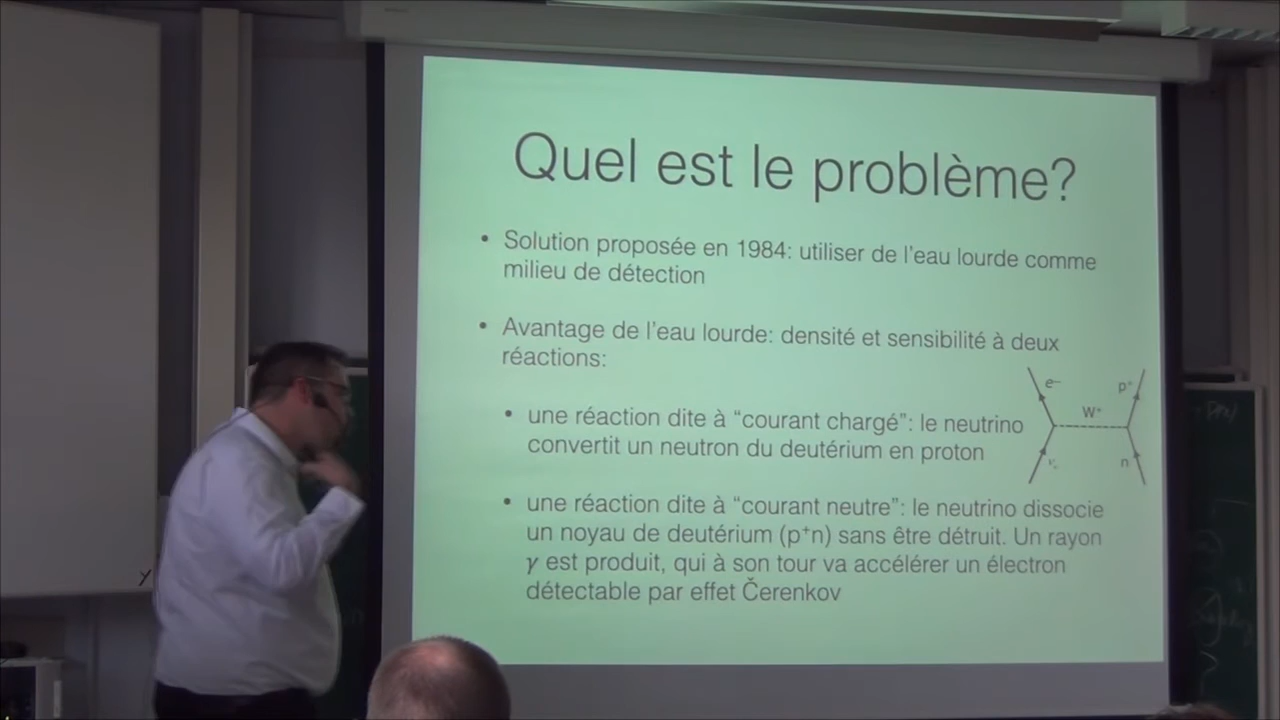 Quel est le problème?
• Solution proposée en 1984: utiliser de l'eau lourde comme
milieu de détection
• Avantage de l'eau lourde: densité et sensibilité à deux
réactions:
• une réaction dite à “courant chargé”: le neutrino
convertit un neutron du deutérium en proton
e⁻
p⁺
W⁺
n
• une réaction dite à “courant neutre”: le neutrino dissocie
un noyau de deutérium (p⁺n) sans être détruit. Un rayon
γ est produit, qui à son tour va accélérer un électron
détectable par effet Čerenkov